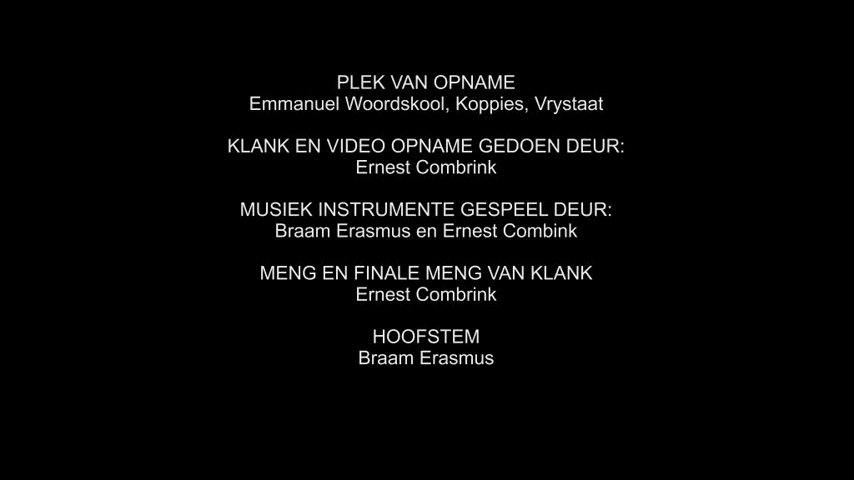 PLEK VAN OPNAME
Emmanuel Woordskool, Koppies, Vrystaat
KLANK EN VIDEO OPNAME GEDOEN DEUR:
Ernest Combrink
MUSIEK INSTRUMENTE GESPEEL DEUR:
Braam Erasmus en Ernest Combink
MENG EN FINALE MENG VAN KLANK
Ernest Combrink
HOOFSTEM
Braam Erasmus